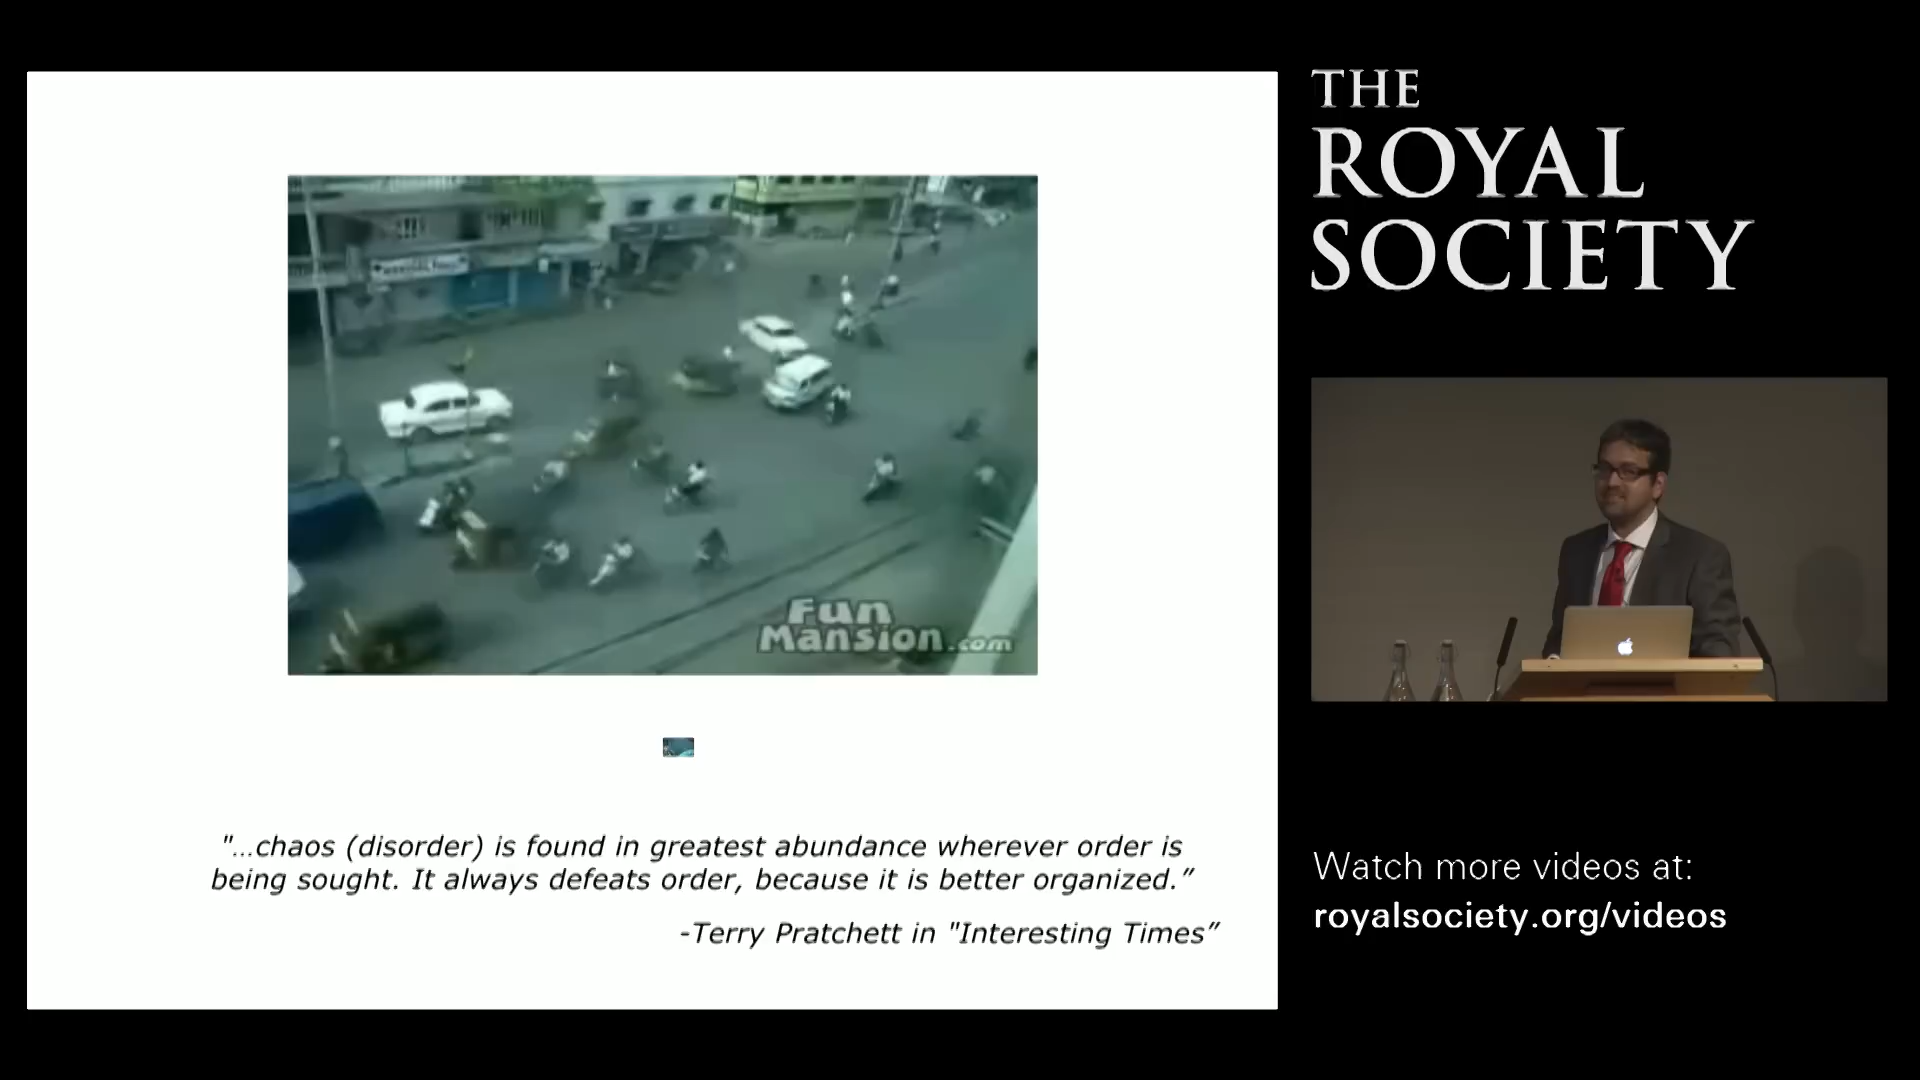 THE
ROYAL
SOCIETY
Fun
Mansion.com
"...chaos (disorder) is found in greatest abundance wherever order is
being sought. It always defeats order, because it is better organized.”
-Terry Pratchett in "Interesting Times”
Watch more videos at:
royalsociety.org/videos